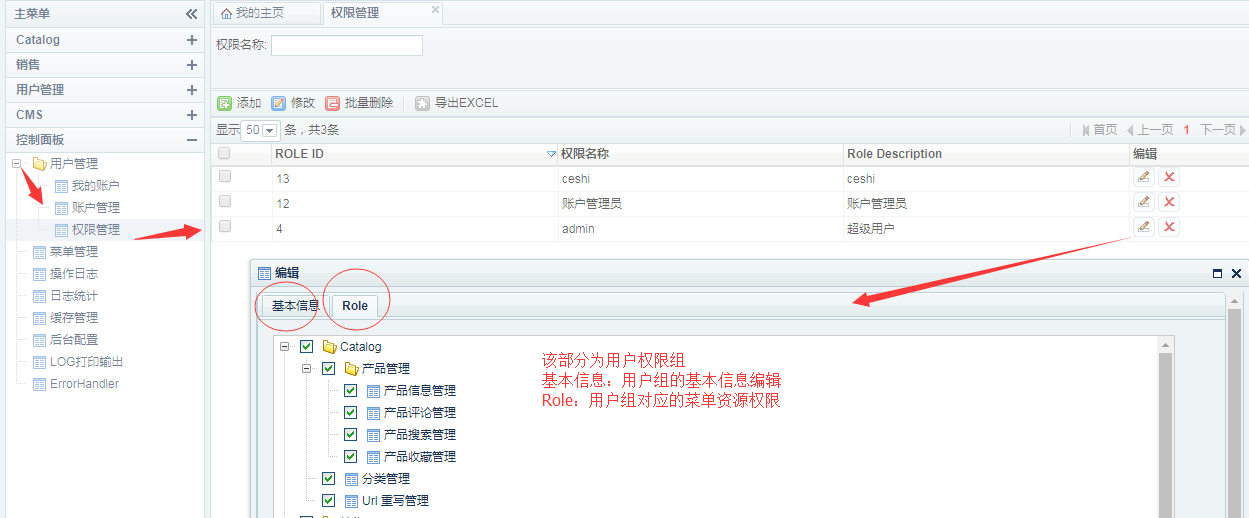 主菜单
Catalog
销售
用户管理
CMS
控制面板
用户管理
我的账户
账户管理
权限管理
菜单管理
操作日志
日志统计
缓存管理
后台配置
LOG打印输出
ErrorHandler
我的主页 权限管理
权限名称:
添加 修改 批量删除 导出EXCEL
显示 50 条，共3条 首页 上一页 1 下一页
ROLE ID 权限名称 Role Description 编辑
13 ceshi ceshi
12 账户管理员 账户管理员
4 admin 超级用户
编辑
基本信息 Role
Catalog
产品管理
产品信息管理
产品评论管理
产品搜索管理
产品收藏管理
分类管理
Url 重写管理
该部分为用户权限组
基本信息：用户组的基本信息编辑
Role：用户组对应的菜单资源权限